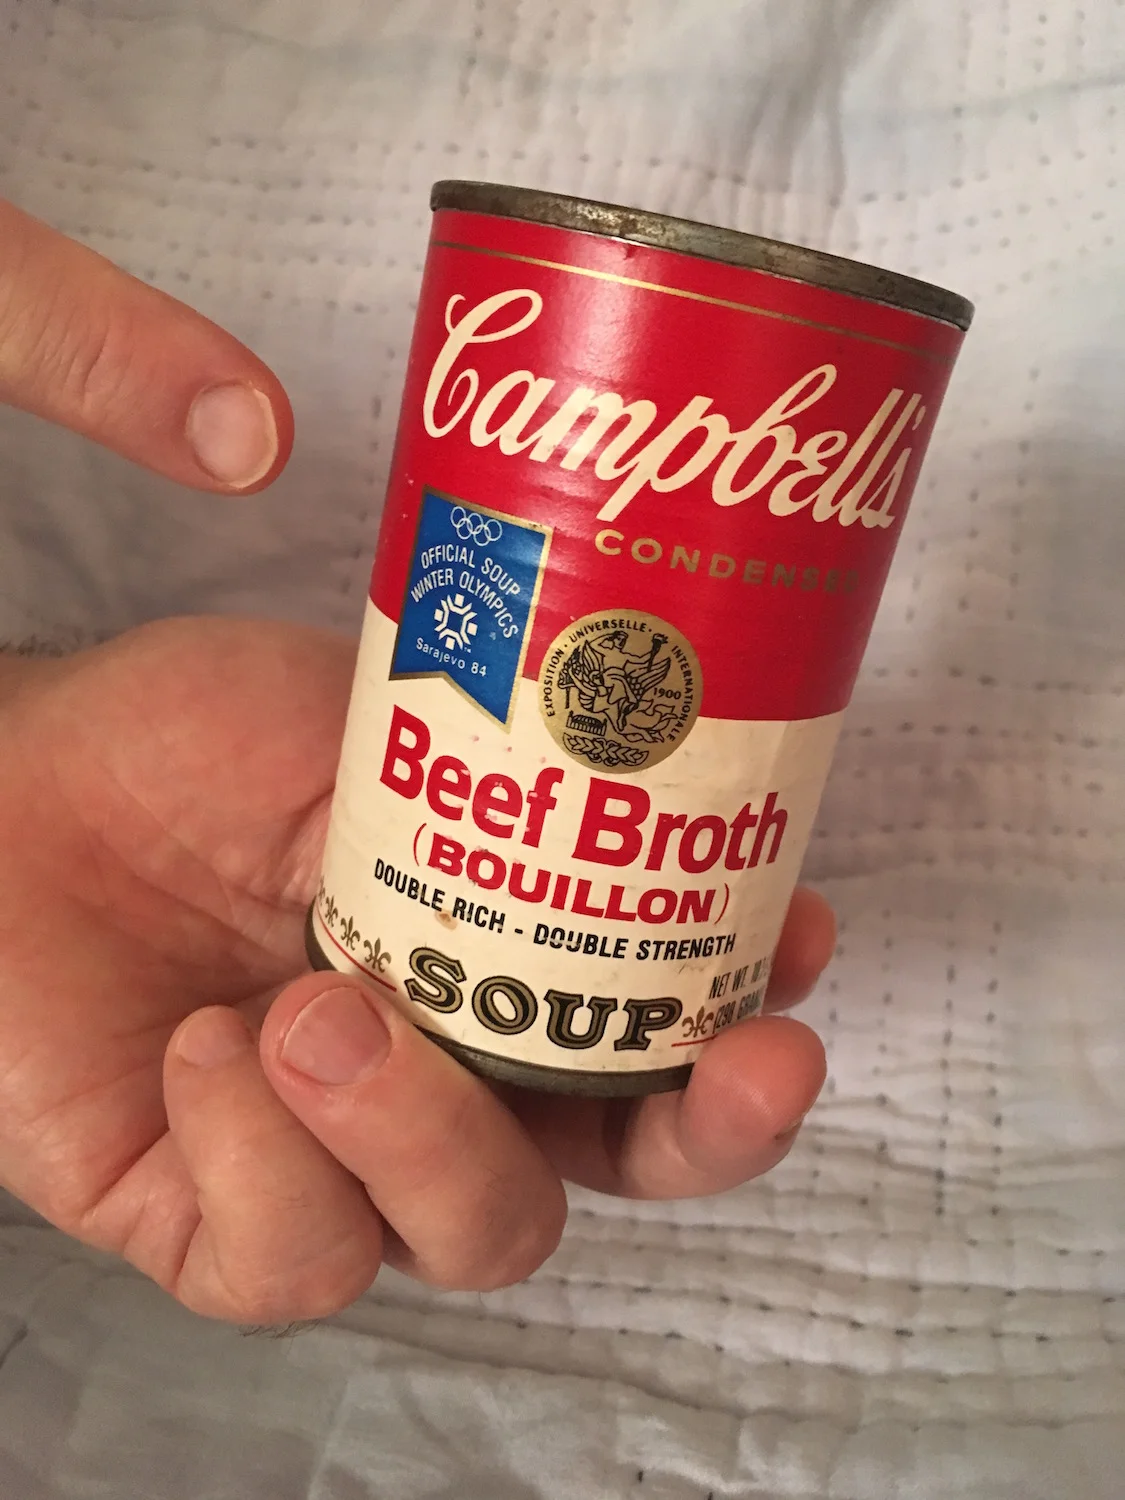 Campbell's
CONDENSED
OFFICIAL SOUP
WINTER OLYMPICS
™
Sarajevo 84
EXPOSITION · UNIVERSELLE · INTERNATIONALE
1900
Beef Broth
(BOUILLON)
DOUBLE RICH - DOUBLE STRENGTH
SOUP
NET WT.